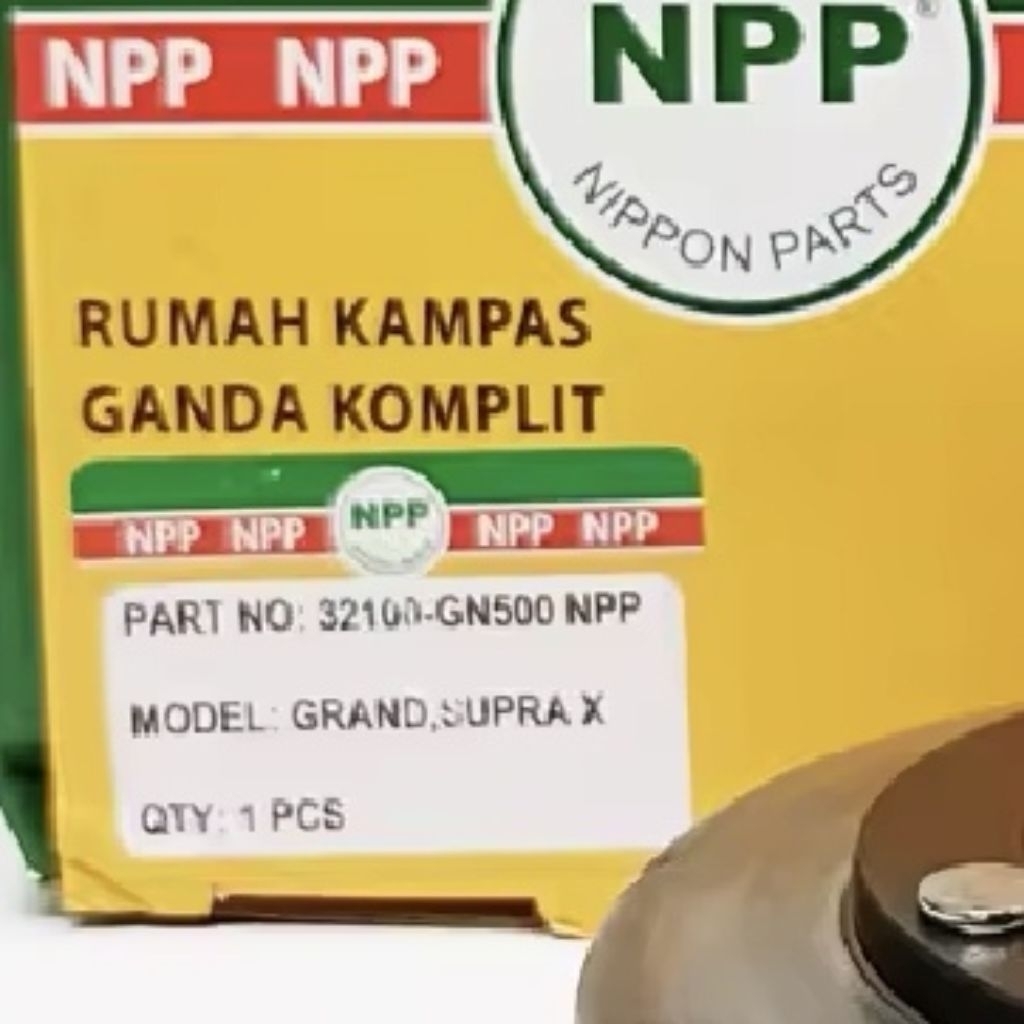 NPP NPP
NPP®
NIPPON PARTS
RUMAH KAMPAS
GANDA KOMPLIT
NPP NPP NPP NPP NPP
PART NO: 32100-GN500 NPP
MODEL: GRAND,SUPRA X
QTY: 1 PCS